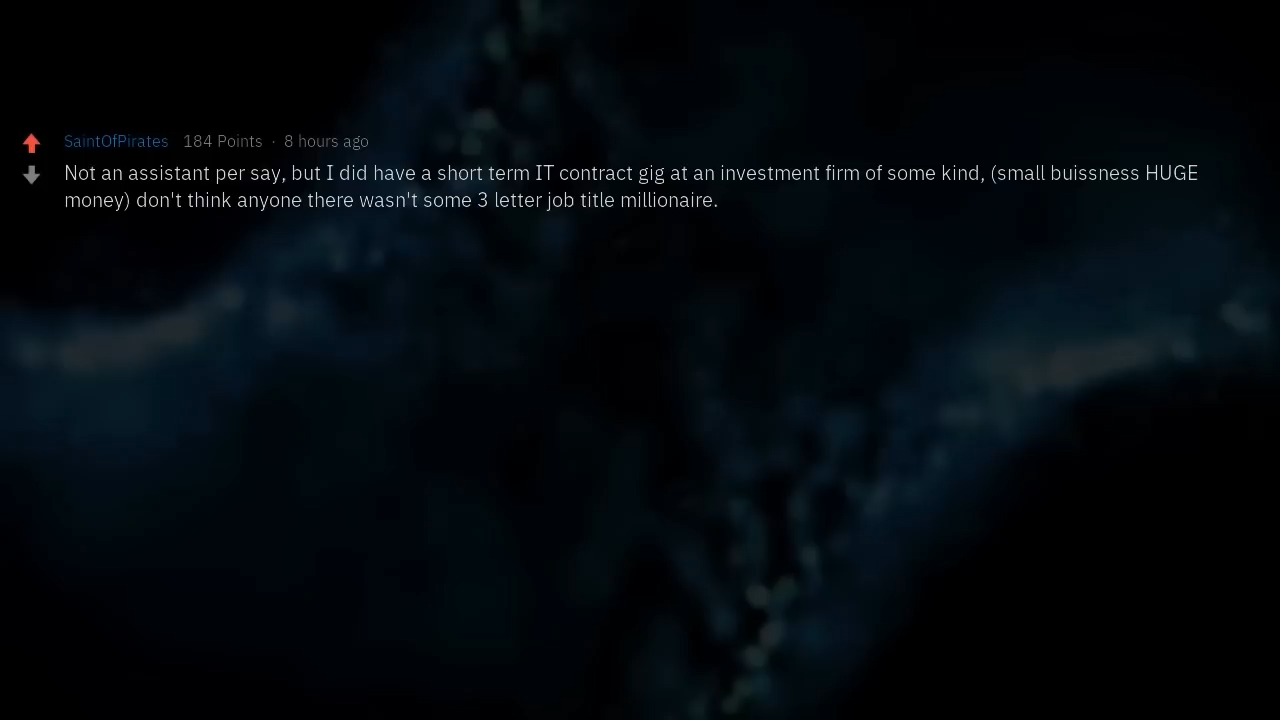 SaintOfPirates 184 Points · 8 hours ago
Not an assistant per say, but I did have a short term IT contract gig at an investment firm of some kind, (small buissness HUGE
money) don't think anyone there wasn't some 3 letter job title millionaire.